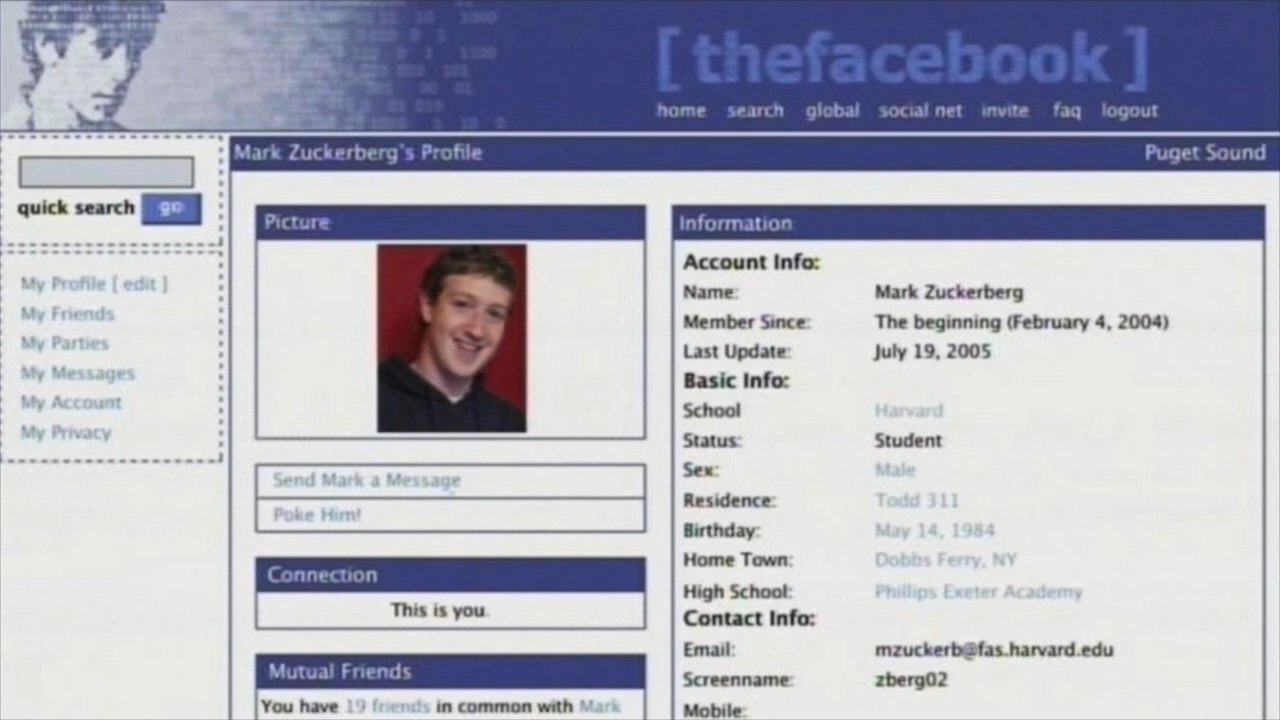 [ thefacebook ]
home search global social net invite faq logout
quick search go
My Profile [ edit ]
My Friends
My Parties
My Messages
My Account
My Privacy
Mark Zuckerberg's Profile Puget Sound
Picture
Send Mark a Message
Poke Him!
Connection
This is you.
Mutual Friends
You have 19 friends in common with Mark
Information
Account Info:
Name: Mark Zuckerberg
Member Since: The beginning (February 4, 2004)
Last Update: July 19, 2005
Basic Info:
School Harvard
Status: Student
Sex: Male
Residence: Todd 311
Birthday: May 14, 1984
Home Town: Dobbs Ferry, NY
High School: Phillips Exeter Academy
Contact Info:
Email: mzuckerb@fas.harvard.edu
Screenname: zberg02
Mobile: